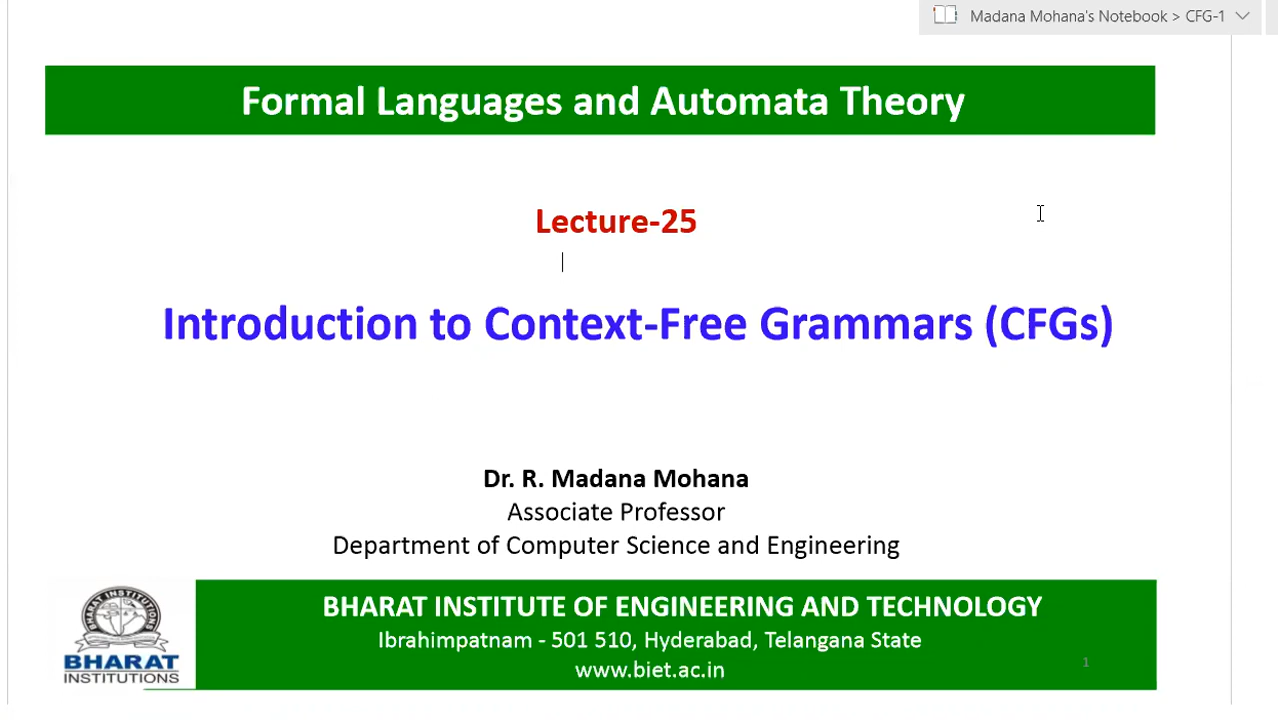 Madana Mohana's Notebook > CFG-1
Formal Languages and Automata Theory
Lecture-25
Introduction to Context-Free Grammars (CFGs)
Dr. R. Madana Mohana
Associate Professor
Department of Computer Science and Engineering
BHARAT INSTITUTIONS
BHARAT
INSTITUTIONS
BHARAT INSTITUTE OF ENGINEERING AND TECHNOLOGY
Ibrahimpatnam - 501 510, Hyderabad, Telangana State
www.biet.ac.in
1